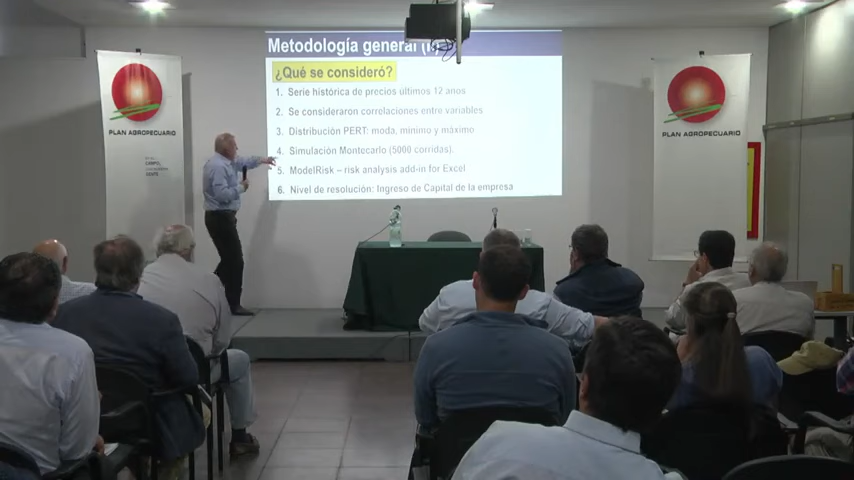 Metodología general (
¿Qué se consideró?
1. Serie histórica de precios últimos 12 anos
2. Se consideraron correlaciones entre variables
3. Distribución PERT: moda, mínimo y máximo
4. Simulación Montecarlo (5000 corridas).
5. ModelRisk – risk analysis add-in for Excel
6. Nivel de resolución: Ingreso de Capital de la empresa
PLAN AGROPECUARIO
PLAN AGROPECUARIO